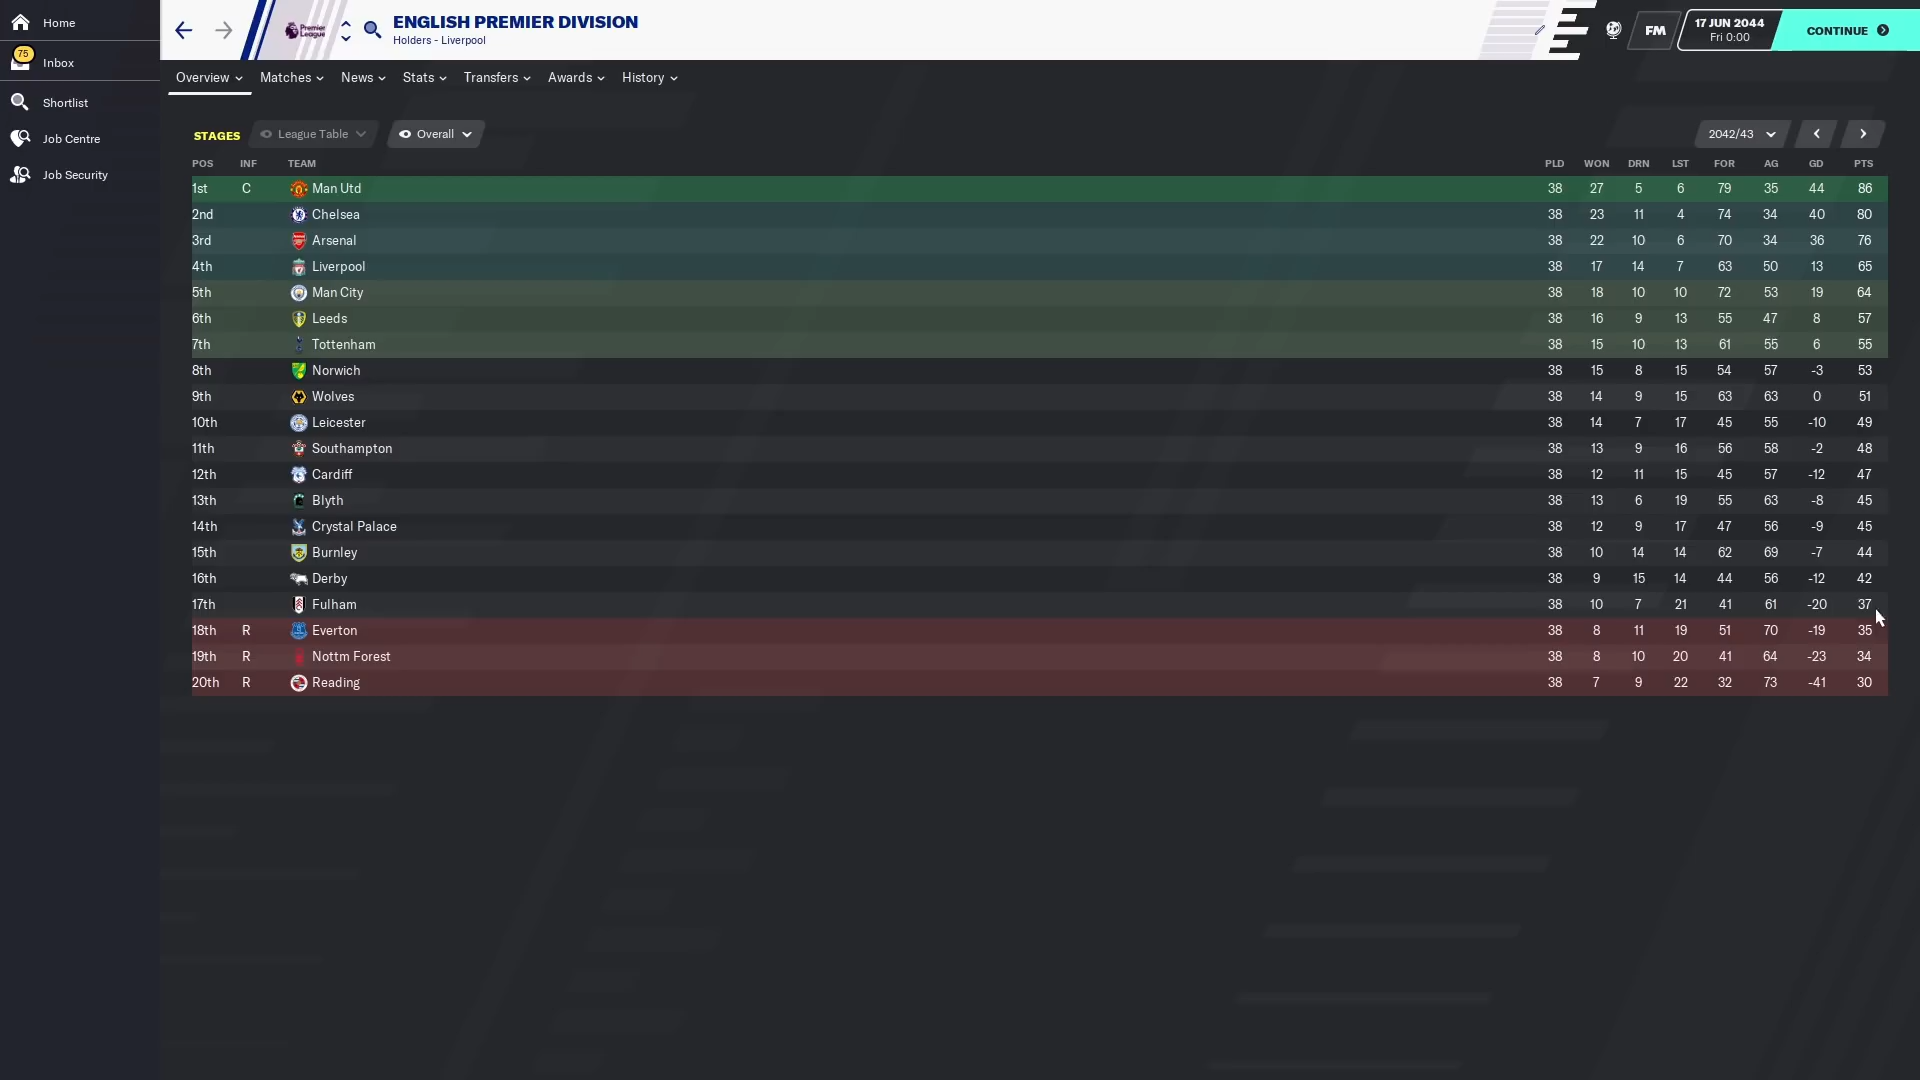 Home
75
Inbox
Shortlist
Job Centre
Job Security
Premier League
ENGLISH PREMIER DIVISION
Holders - Liverpool
FM
17 JUN 2044
Fri 0:00
CONTINUE
Overview Matches News Stats Transfers Awards History
STAGES League Table Overall 2042/43
POS INF TEAM PLD WON DRN LST FOR AG GD PTS
1st C Man Utd 38 27 5 6 79 35 44 86
2nd Chelsea 38 23 11 4 74 34 40 80
3rd Arsenal 38 22 10 6 70 34 36 76
4th Liverpool 38 17 14 7 63 50 13 65
5th Man City 38 18 10 10 72 53 19 64
6th Leeds 38 16 9 13 55 47 8 57
7th Tottenham 38 15 10 13 61 55 6 55
8th Norwich 38 15 8 15 54 57 -3 53
9th Wolves 38 14 9 15 63 63 0 51
10th Leicester 38 14 7 17 45 55 -10 49
11th Southampton 38 13 9 16 56 58 -2 48
12th Cardiff 38 12 11 15 45 57 -12 47
13th Blyth 38 13 6 19 55 63 -8 45
14th Crystal Palace 38 12 9 17 47 56 -9 45
15th Burnley 38 10 14 14 62 69 -7 44
16th Derby 38 9 15 14 44 56 -12 42
17th Fulham 38 10 7 21 41 61 -20 37
18th R Everton 38 8 11 19 51 70 -19 35
19th R Nottm Forest 38 8 10 20 41 64 -23 34
20th R Reading 38 7 9 22 32 73 -41 30